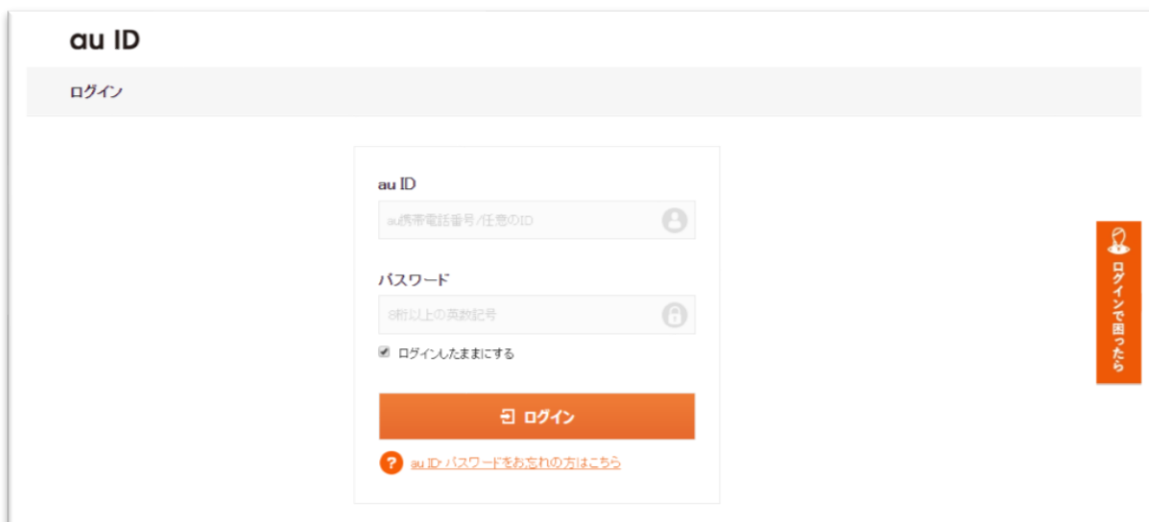 au ID
ログイン
au ID
au携帯電話番号/任意のID
パスワード
8桁以上の英数記号
ログインしたままにする
ログイン
? au ID・パスワードをお忘れの方はこちら
ログインで困ったら